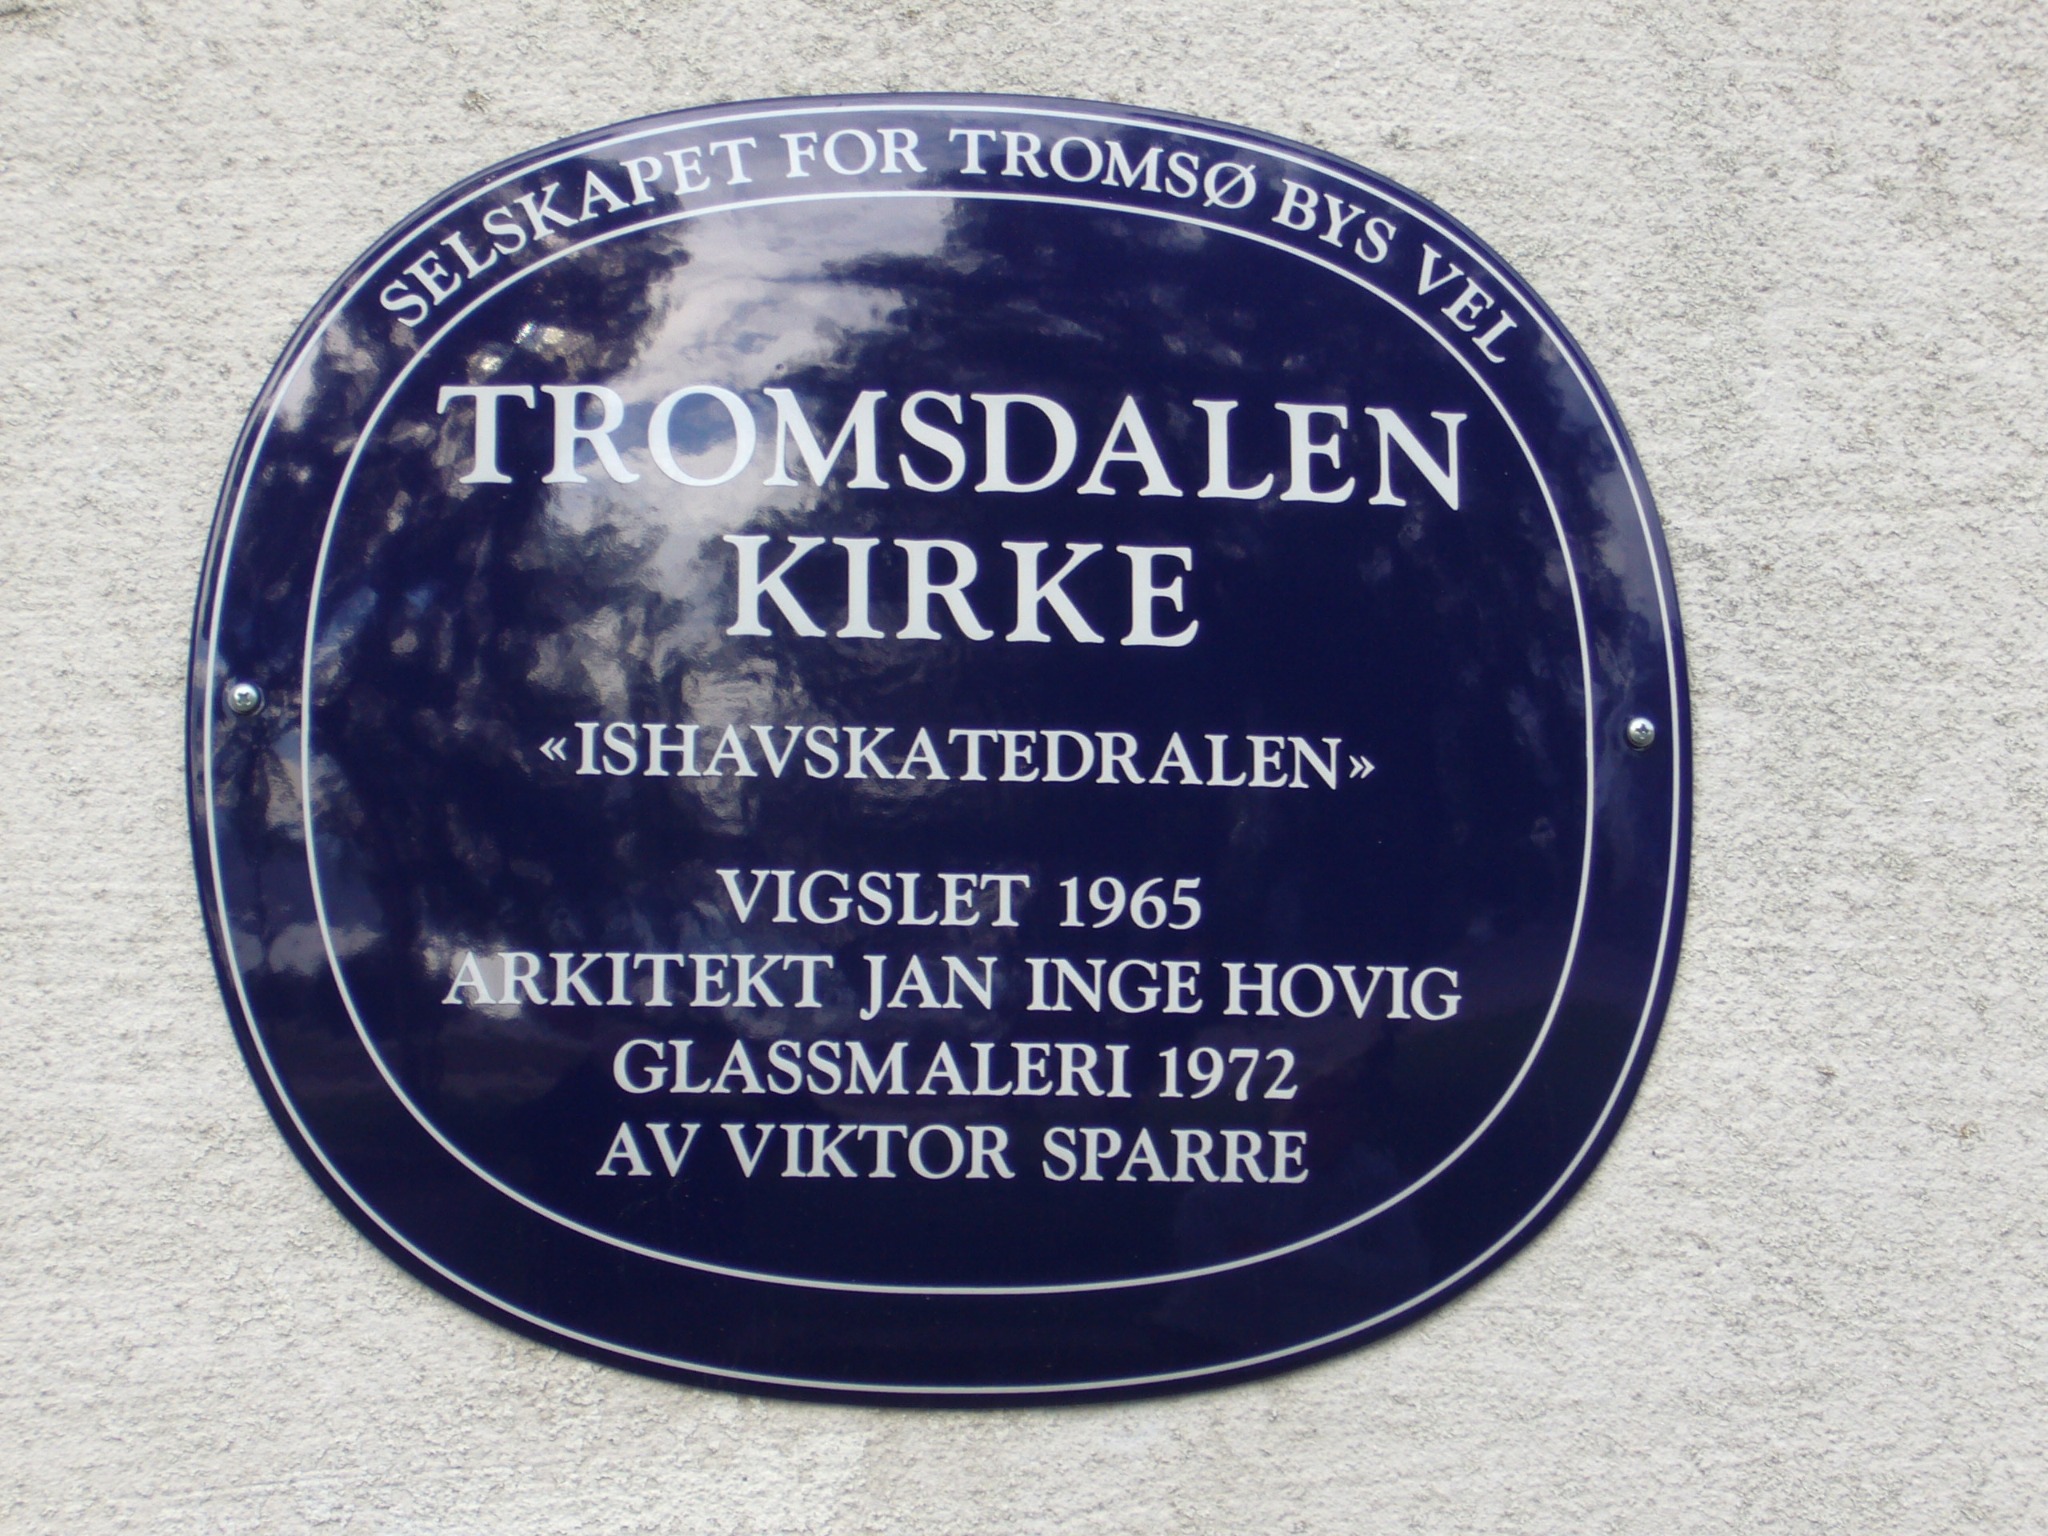 SELSKAPET FOR TROMSØ BYS VEL
TROMSDALEN
KIRKE
«ISHAVSKATEDRALEN»
VIGSLET 1965
ARKITEKT JAN INGE HOVIG
GLASSMALERI 1972
AV VIKTOR SPARRE